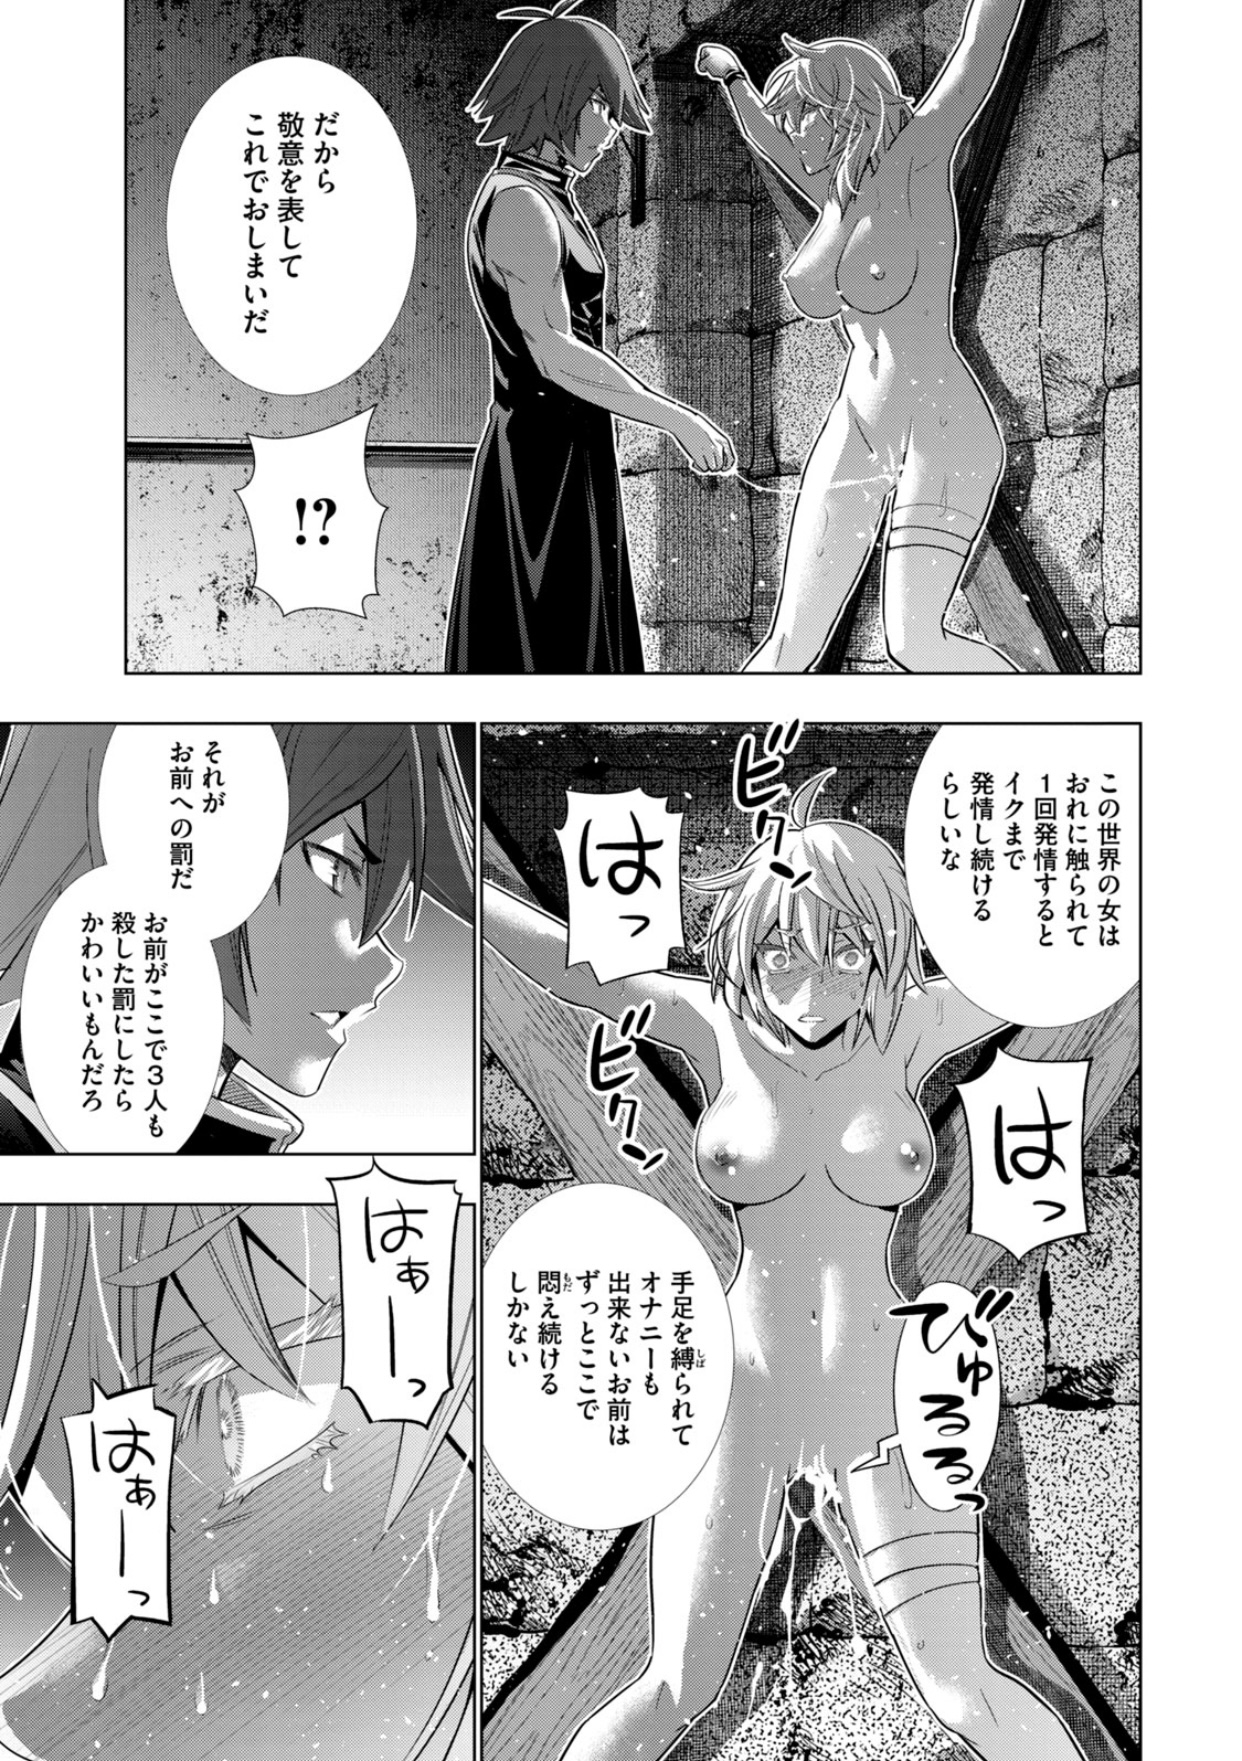 だから
敬意を表して
これでおしまいだ
!?
この世界の女は
おれに触られて
1回発情すると
イクまで
発情し続ける
らしいな
ビクン
はっ
ビクン
はっ
手足を縛られて
オナニーも
出来ないお前は
ずっとここで
悶え続ける
しかない
びゅるるっ
それが
お前への罰だ
お前がここで3人も
殺した罰にしたら
かわいいもんだろ
はぁーっ
はぁーっ